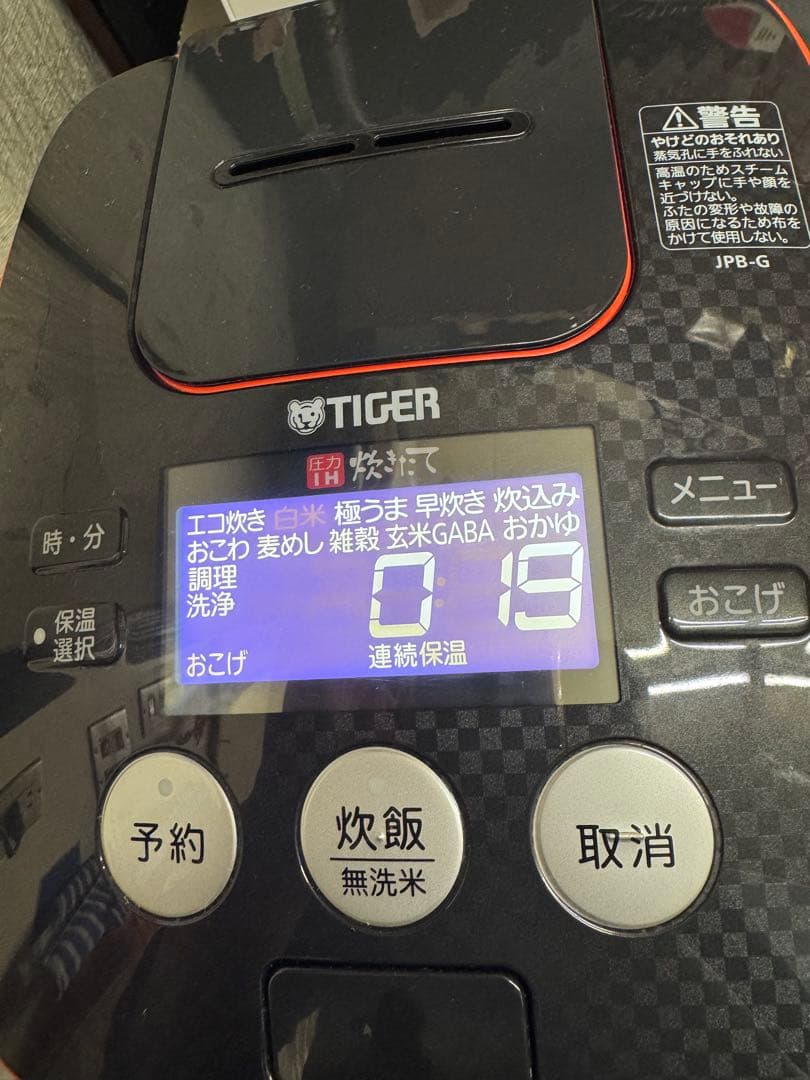 警告
やけどのおそれあり
蒸気孔に手をふれない
高温のためスチーム
キャップに手や顔を
近づけない。
ふたの変形や故障の
原因になるため布を
かけて使用しない。
JPB-G
TIGER
圧力IH 炊きたて
エコ炊き 白米 極うま 早炊き 炊込み
おこわ 麦めし 雑穀 玄米GABA おかゆ
調理
洗浄
0:19
おこげ 連続保温
時・分
保温
選択
メニュー
おこげ
予約
炊飯
無洗米
取消